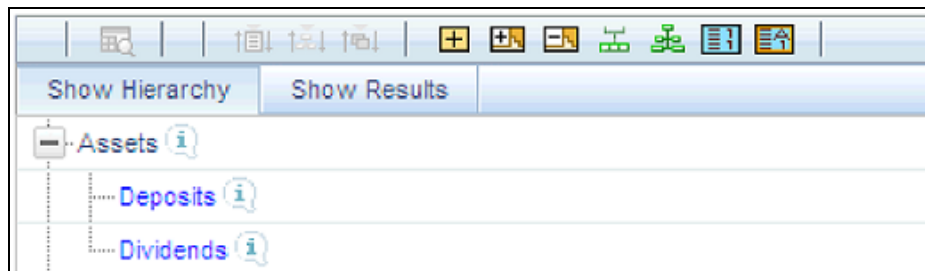 Show Hierarchy Show Results
Assets
Deposits
Dividends